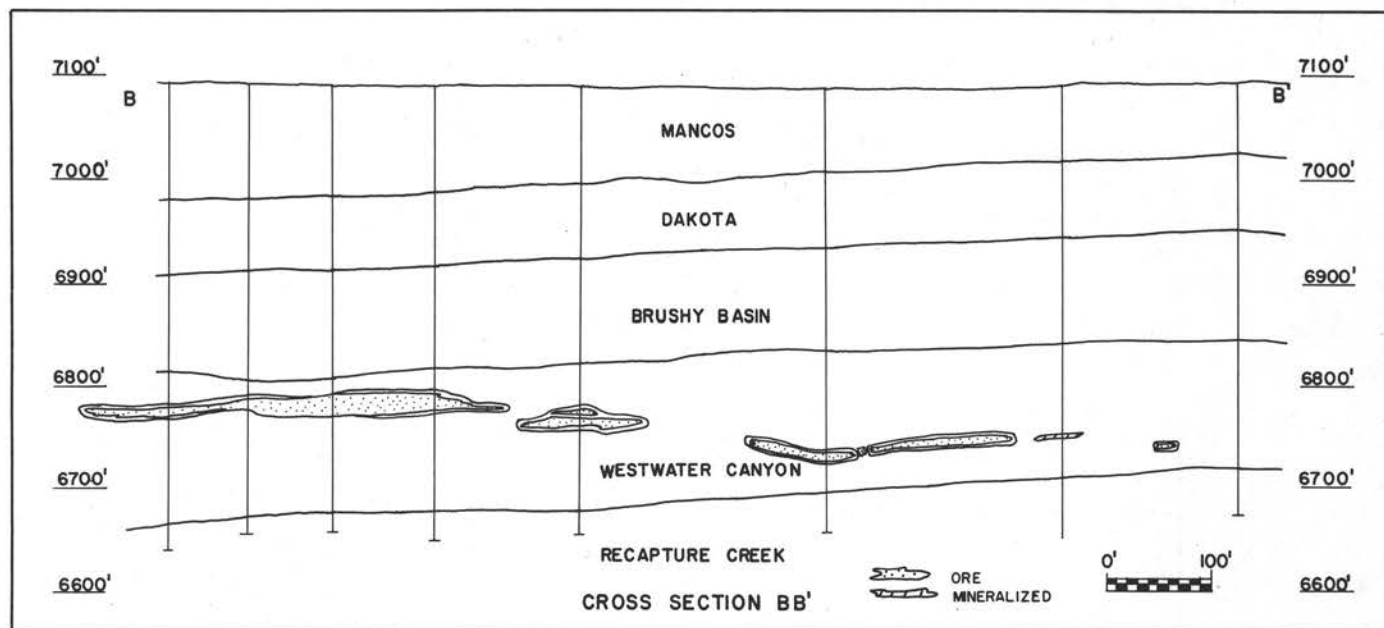 7100' 7100'
B B'
MANCOS
7000' 7000'
DAKOTA
6900' 6900'
BRUSHY BASIN
6800' 6800'
WESTWATER CANYON
6700' 6700'
RECAPTURE CREEK
0' 100'
ORE
6600' 6600'
MINERALIZED
CROSS SECTION BB'